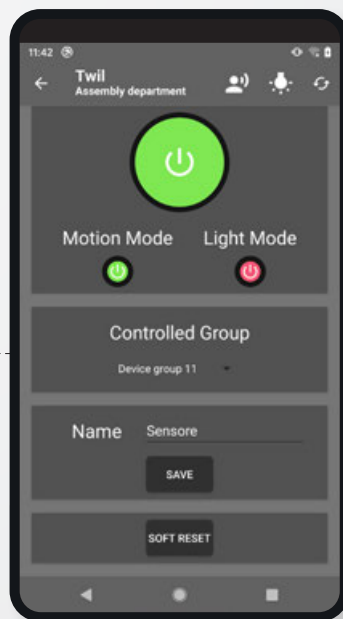 11:42
Twil
Assembly department
Motion Mode
Light Mode
Controlled Group
Device group 11
Name
Sensore
SAVE
SOFT RESET